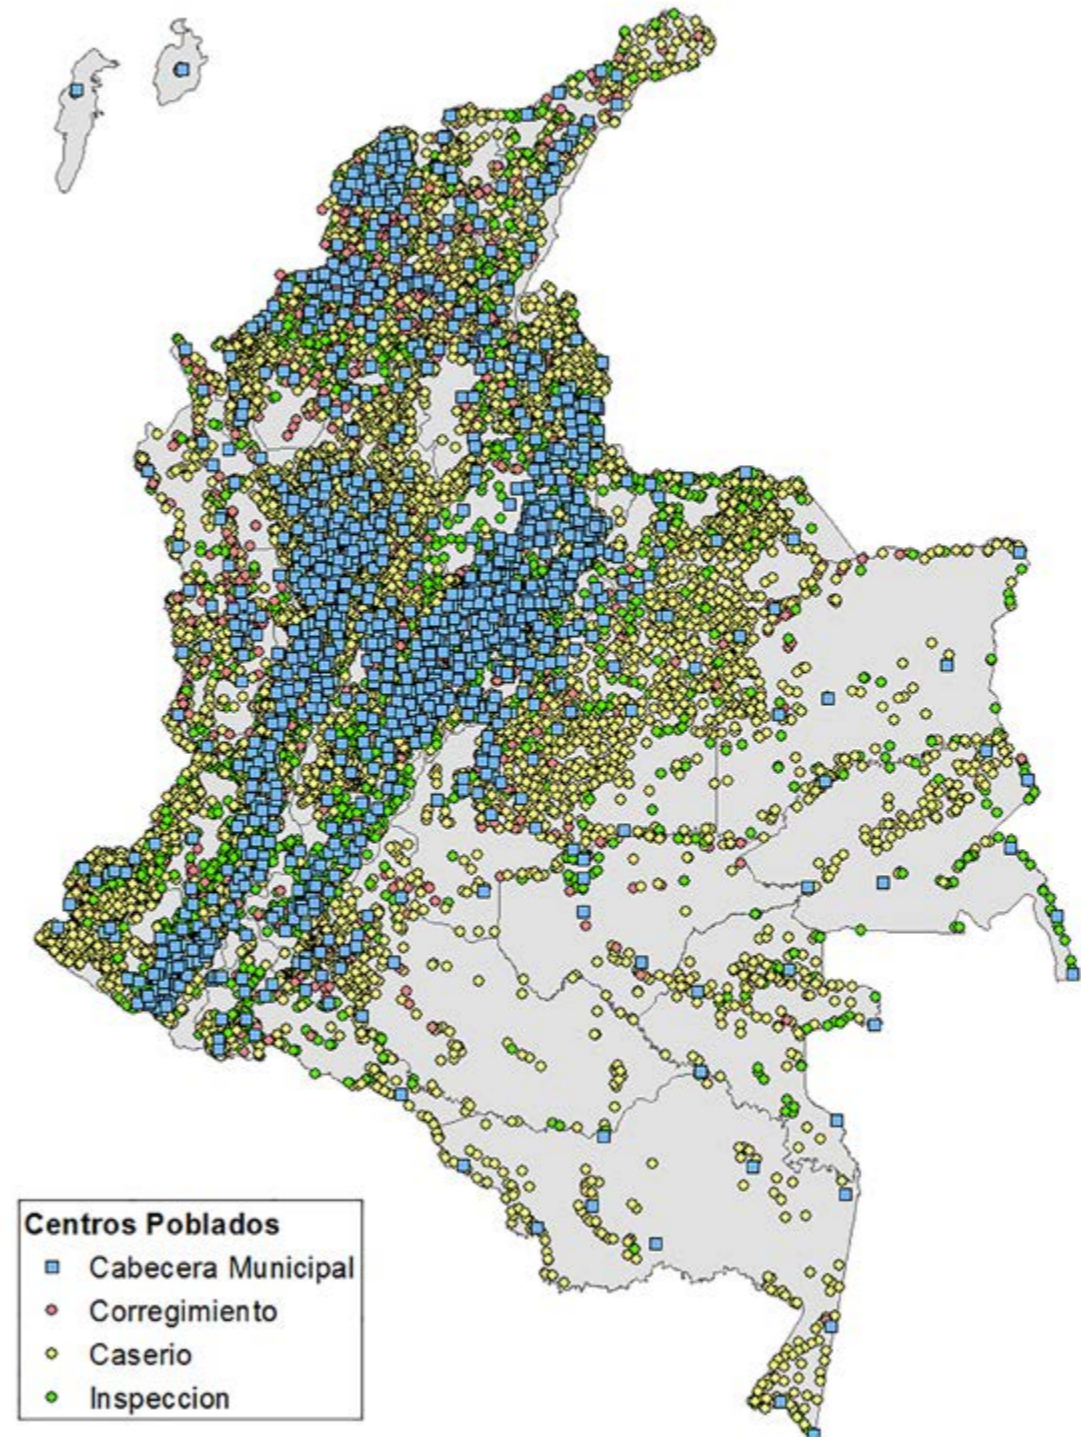 Centros Poblados
Cabecera Municipal
Corregimiento
Caserio
Inspeccion